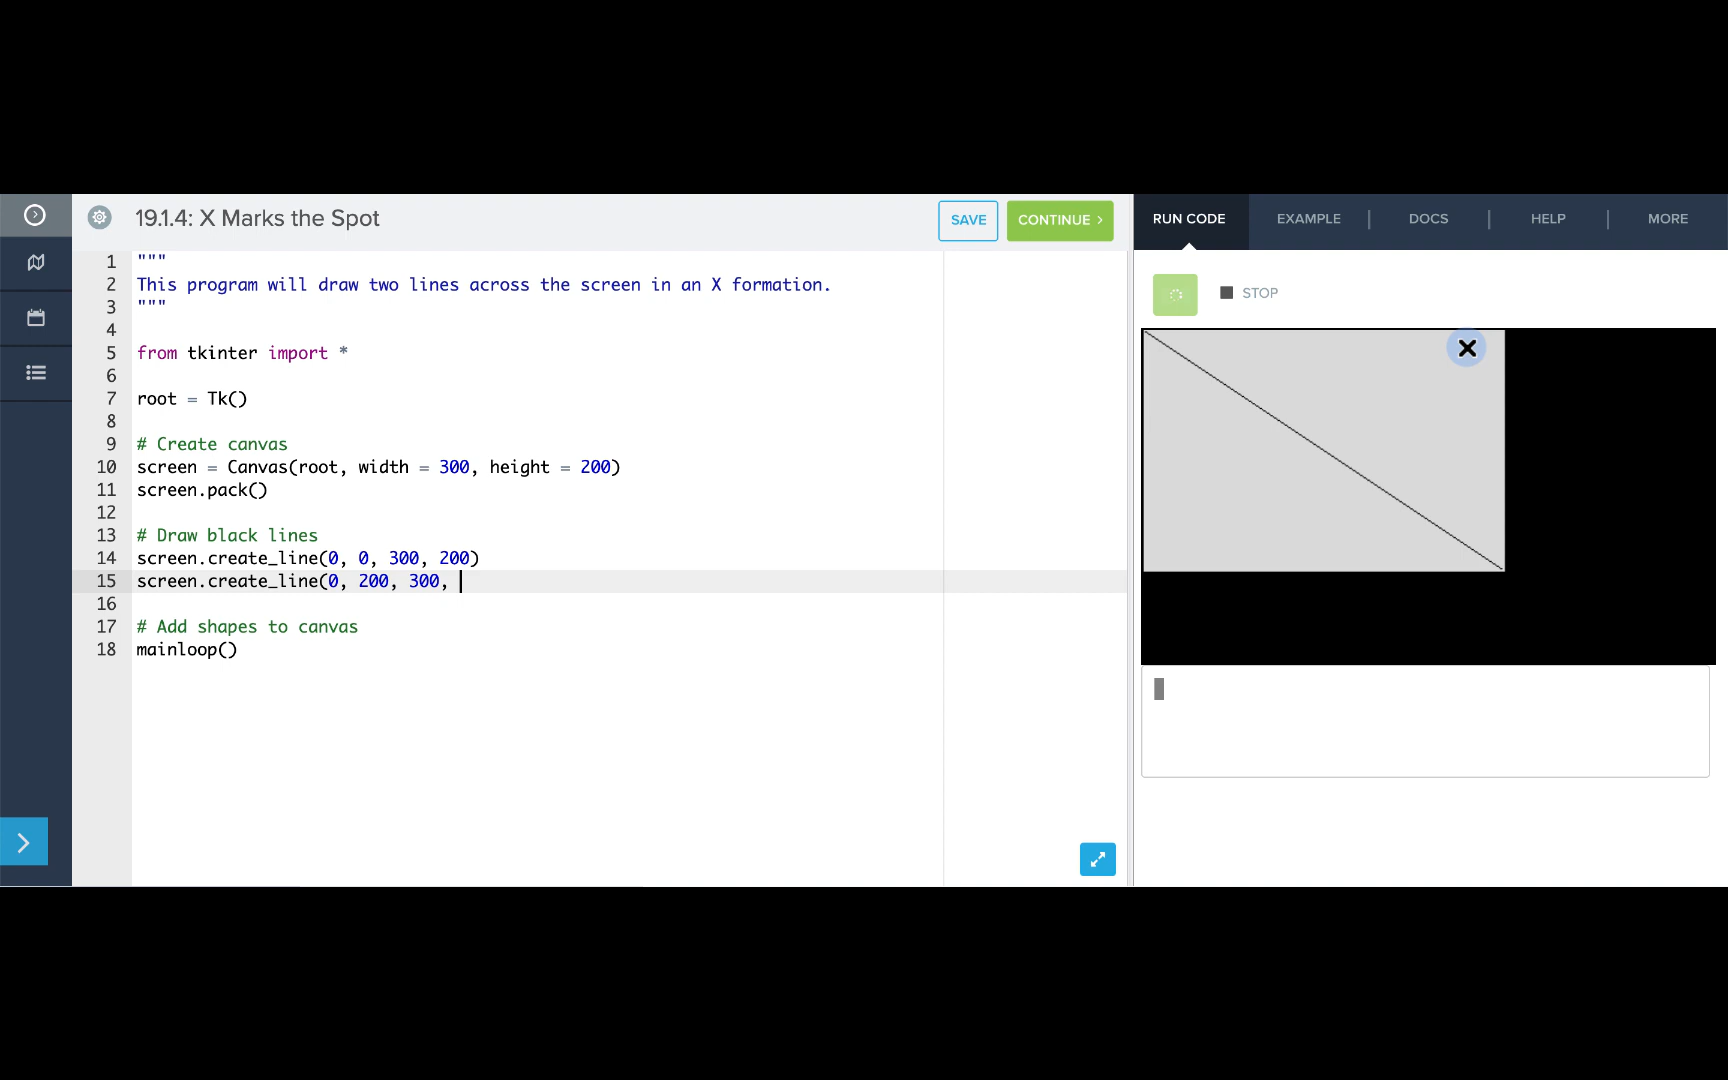 19.1.4: X Marks the Spot
SAVE
CONTINUE >
RUN CODE
EXAMPLE
DOCS
HELP
MORE
1 """
2 This program will draw two lines across the screen in an X formation.
3 """
4
5 from tkinter import *
6
7 root = Tk()
8
9 # Create canvas
10 screen = Canvas(root, width = 300, height = 200)
11 screen.pack()
12
13 # Draw black lines
14 screen.create_line(0, 0, 300, 200)
15 screen.create_line(0, 200, 300,
16
17 # Add shapes to canvas
18 mainloop()
STOP